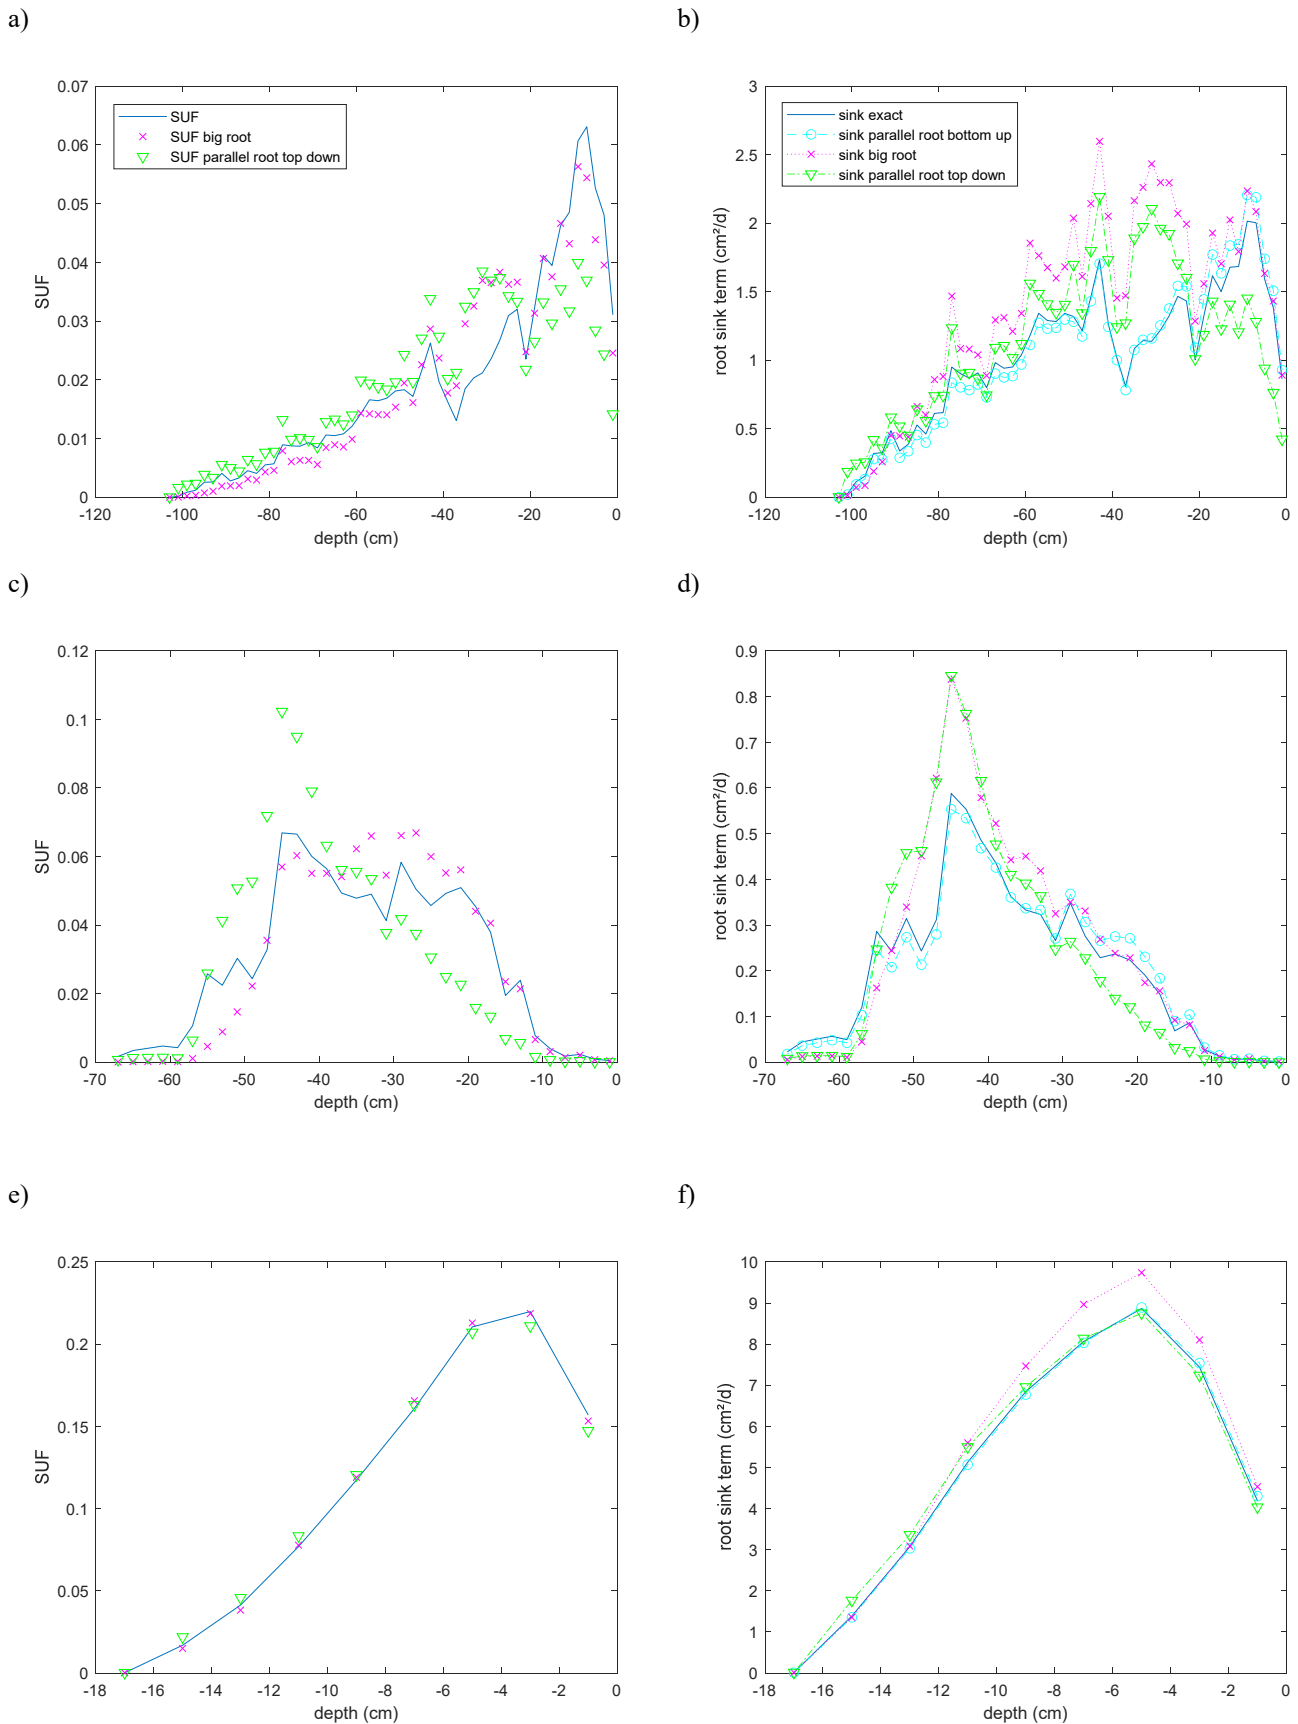 a)
b)
0.07
0.06
0.05
0.04
0.03
0.02
0.01
0
SUF
SUF
SUF big root
SUF parallel root top down
-120 -100 -80 -60 -40 -20 0
depth (cm)
3
2.5
2
1.5
1
0.5
0
root sink term (cm²/d)
sink exact
sink parallel root bottom up
sink big root
sink parallel root top down
-120 -100 -80 -60 -40 -20 0
depth (cm)
c)
d)
0.12
0.1
0.08
0.06
0.04
0.02
0
SUF
-70 -60 -50 -40 -30 -20 -10 0
depth (cm)
0.9
0.8
0.7
0.6
0.5
0.4
0.3
0.2
0.1
0
root sink term (cm²/d)
-70 -60 -50 -40 -30 -20 -10 0
depth (cm)
e)
f)
0.25
0.2
0.15
0.1
0.05
0
SUF
-18 -16 -14 -12 -10 -8 -6 -4 -2 0
depth (cm)
10
9
8
7
6
5
4
3
2
1
0
root sink term (cm²/d)
-18 -16 -14 -12 -10 -8 -6 -4 -2 0
depth (cm)